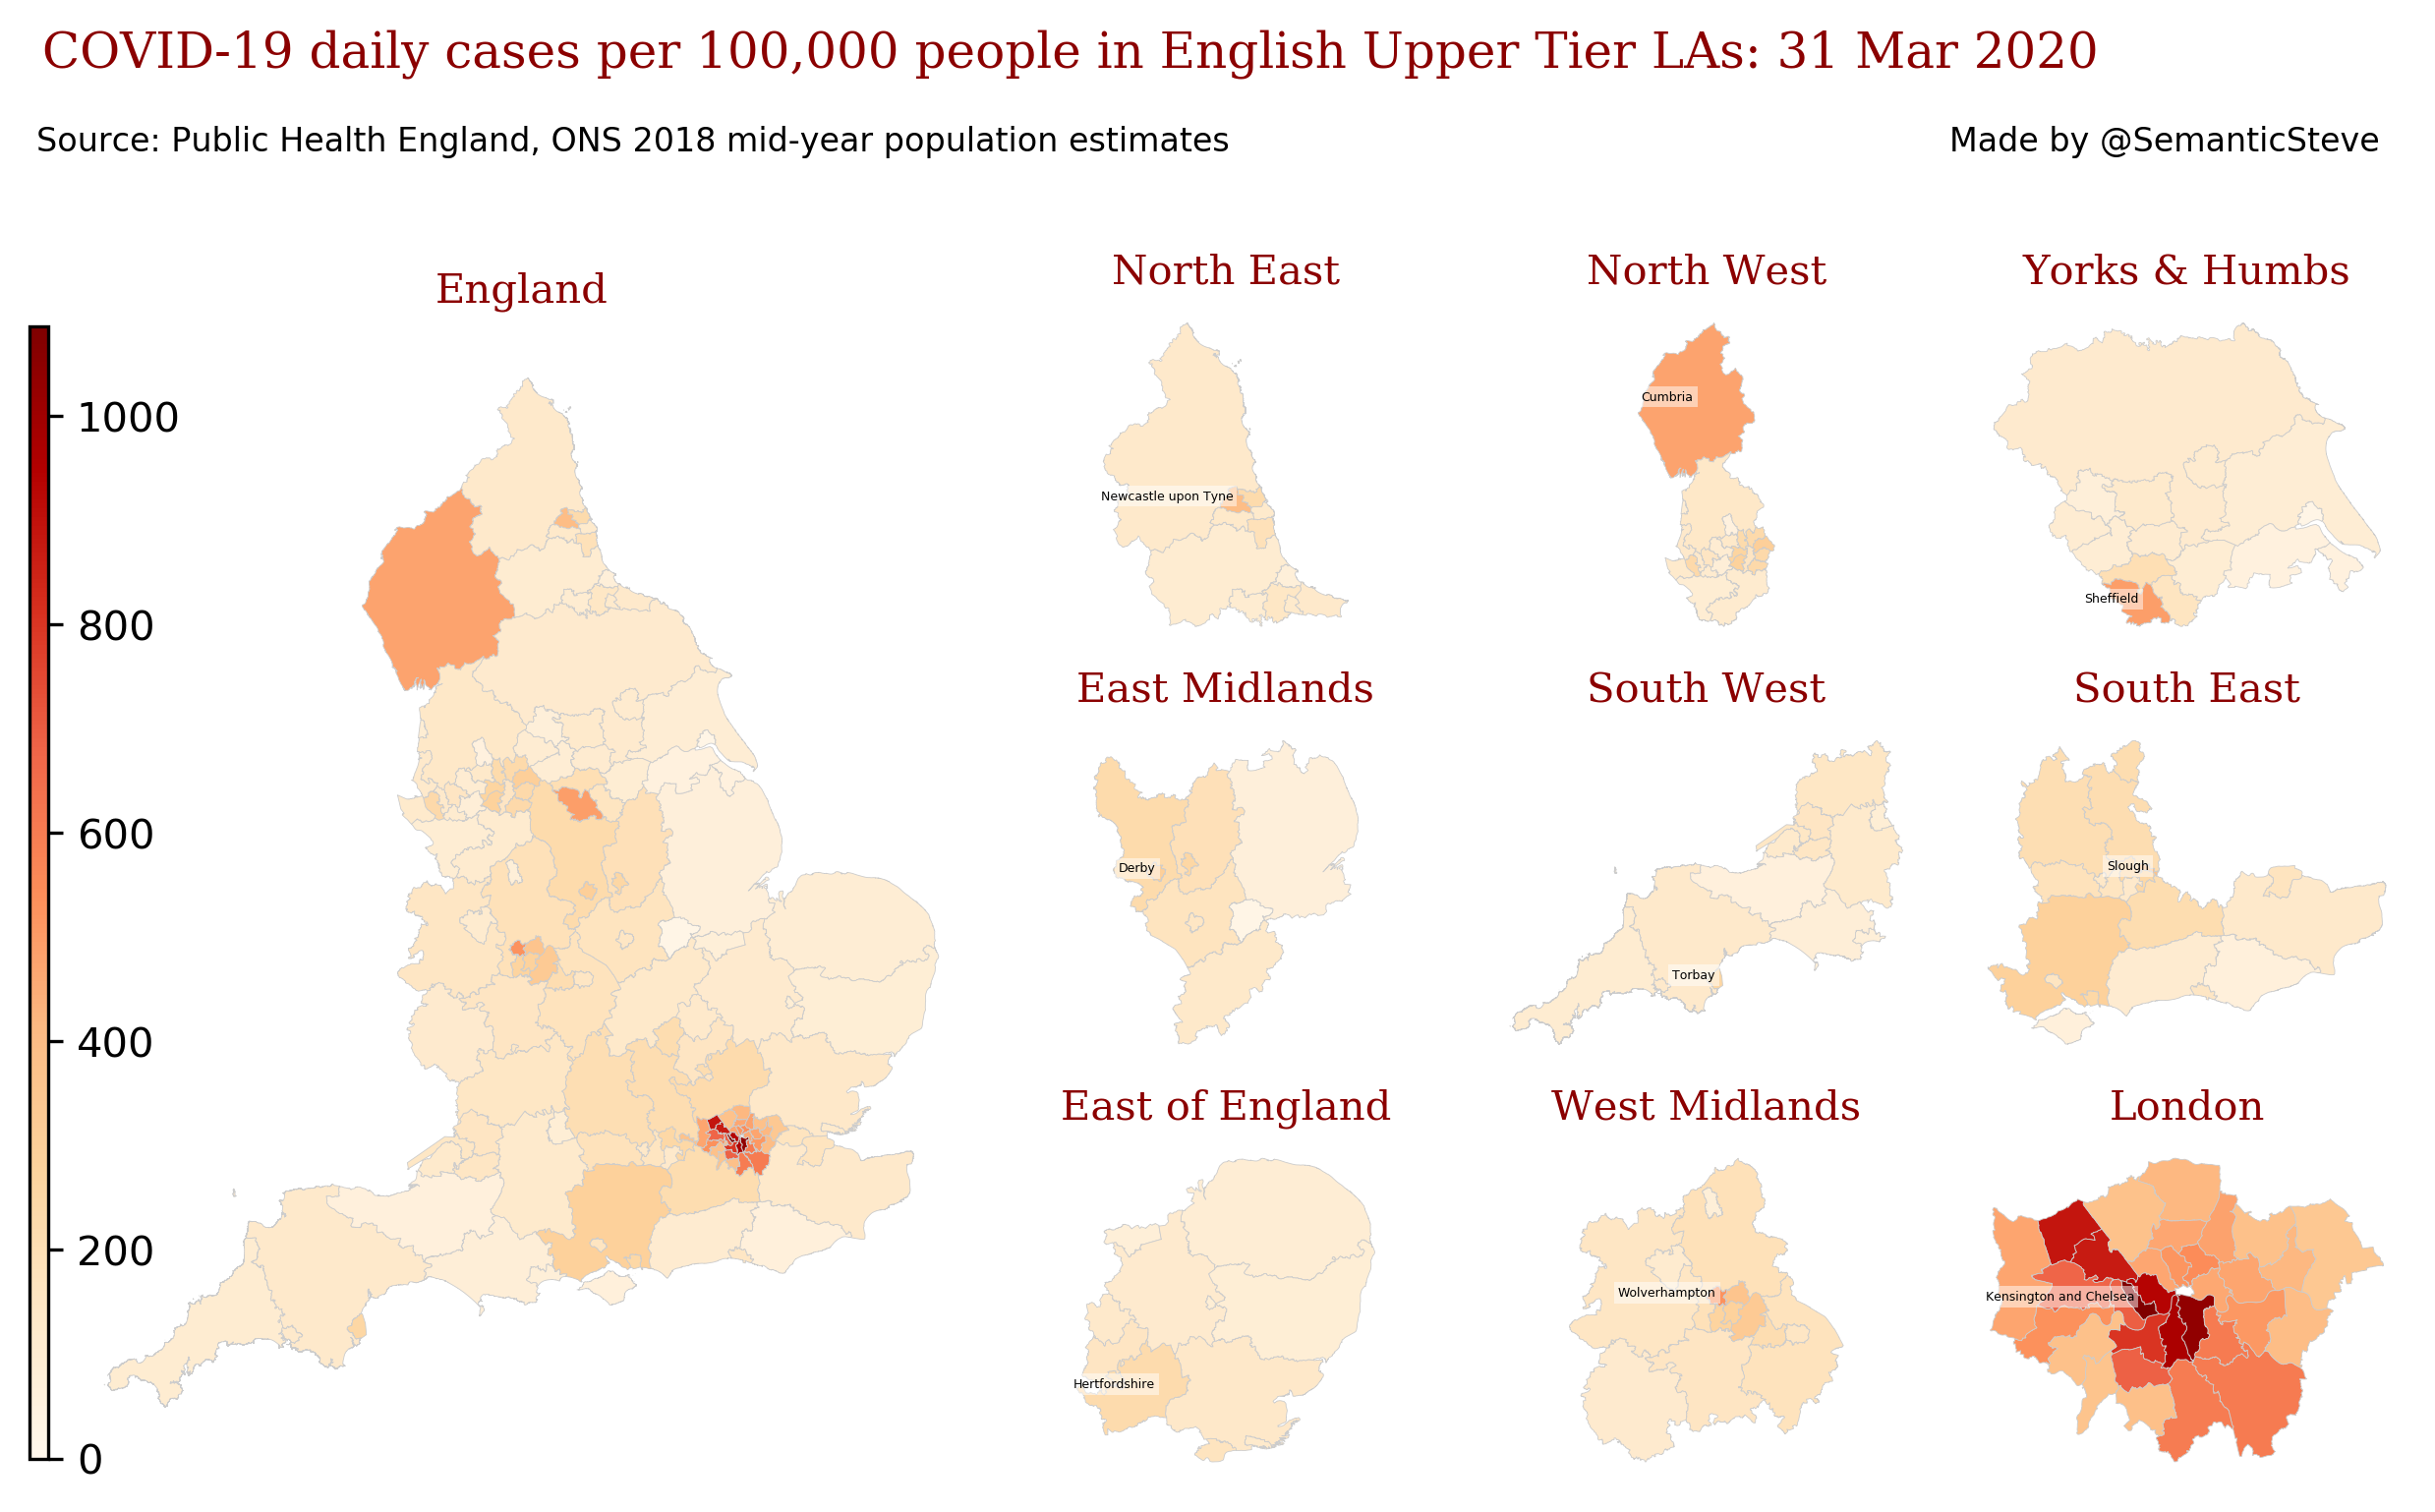 COVID-19 daily cases per 100,000 people in English Upper Tier LAs: 31 Mar 2020
Source: Public Health England, ONS 2018 mid-year population estimates
Made by @SemanticSteve
England
1000
800
600
400
200
0
North East
Newcastle upon Tyne
North West
Cumbria
Yorks & Humbs
Sheffield
East Midlands
Derby
South West
Torbay
South East
Slough
East of England
Hertfordshire
West Midlands
Wolverhampton
London
Kensington and Chelsea